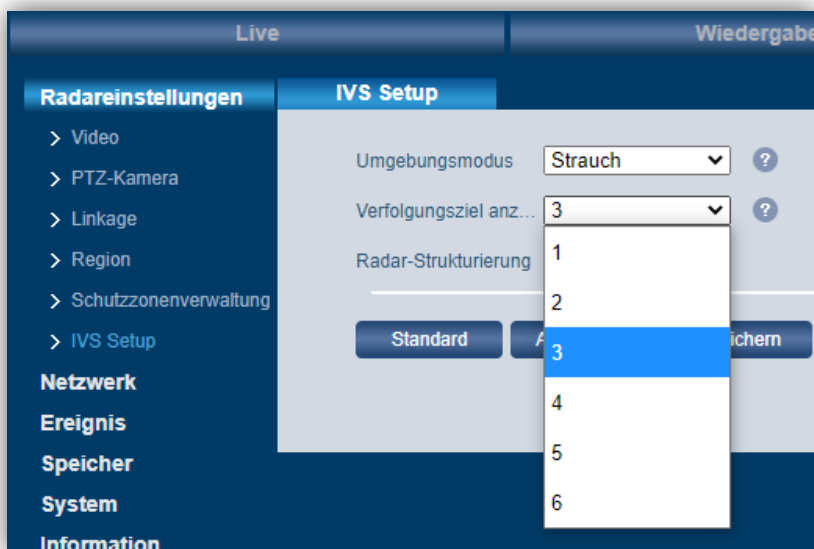 Live
Wiedergabe
Radareinstellungen
IVS Setup
Video
PTZ-Kamera
Linkage
Region
Schutzzonenverwaltung
IVS Setup
Netzwerk
Ereignis
Speicher
System
Information
Umgebungsmodus
Strauch
?
Verfolgungsziel anz...
3
?
Radar-Strukturierung
1
2
3
4
5
6
Standard
A
ichern